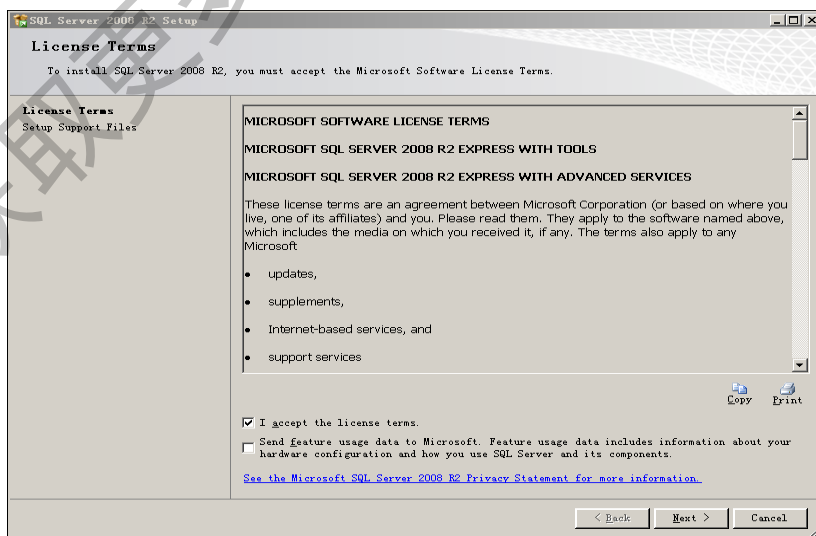 SQL Server 2008 R2 Setup
License Terms
To install SQL Server 2008 R2, you must accept the Microsoft Software License Terms.
License Terms
Setup Support Files
MICROSOFT SOFTWARE LICENSE TERMS
MICROSOFT SQL SERVER 2008 R2 EXPRESS WITH TOOLS
MICROSOFT SQL SERVER 2008 R2 EXPRESS WITH ADVANCED SERVICES
These license terms are an agreement between Microsoft Corporation (or based on where you
live, one of its affiliates) and you. Please read them. They apply to the software named above,
which includes the media on which you received it, if any. The terms also apply to any
Microsoft
• updates,
• supplements,
• Internet-based services, and
• support services
Copy Print
I accept the license terms.
Send feature usage data to Microsoft. Feature usage data includes information about your
hardware configuration and how you use SQL Server and its components.
See the Microsoft SQL Server 2008 R2 Privacy Statement for more information.
< Back Next > Cancel
获取更